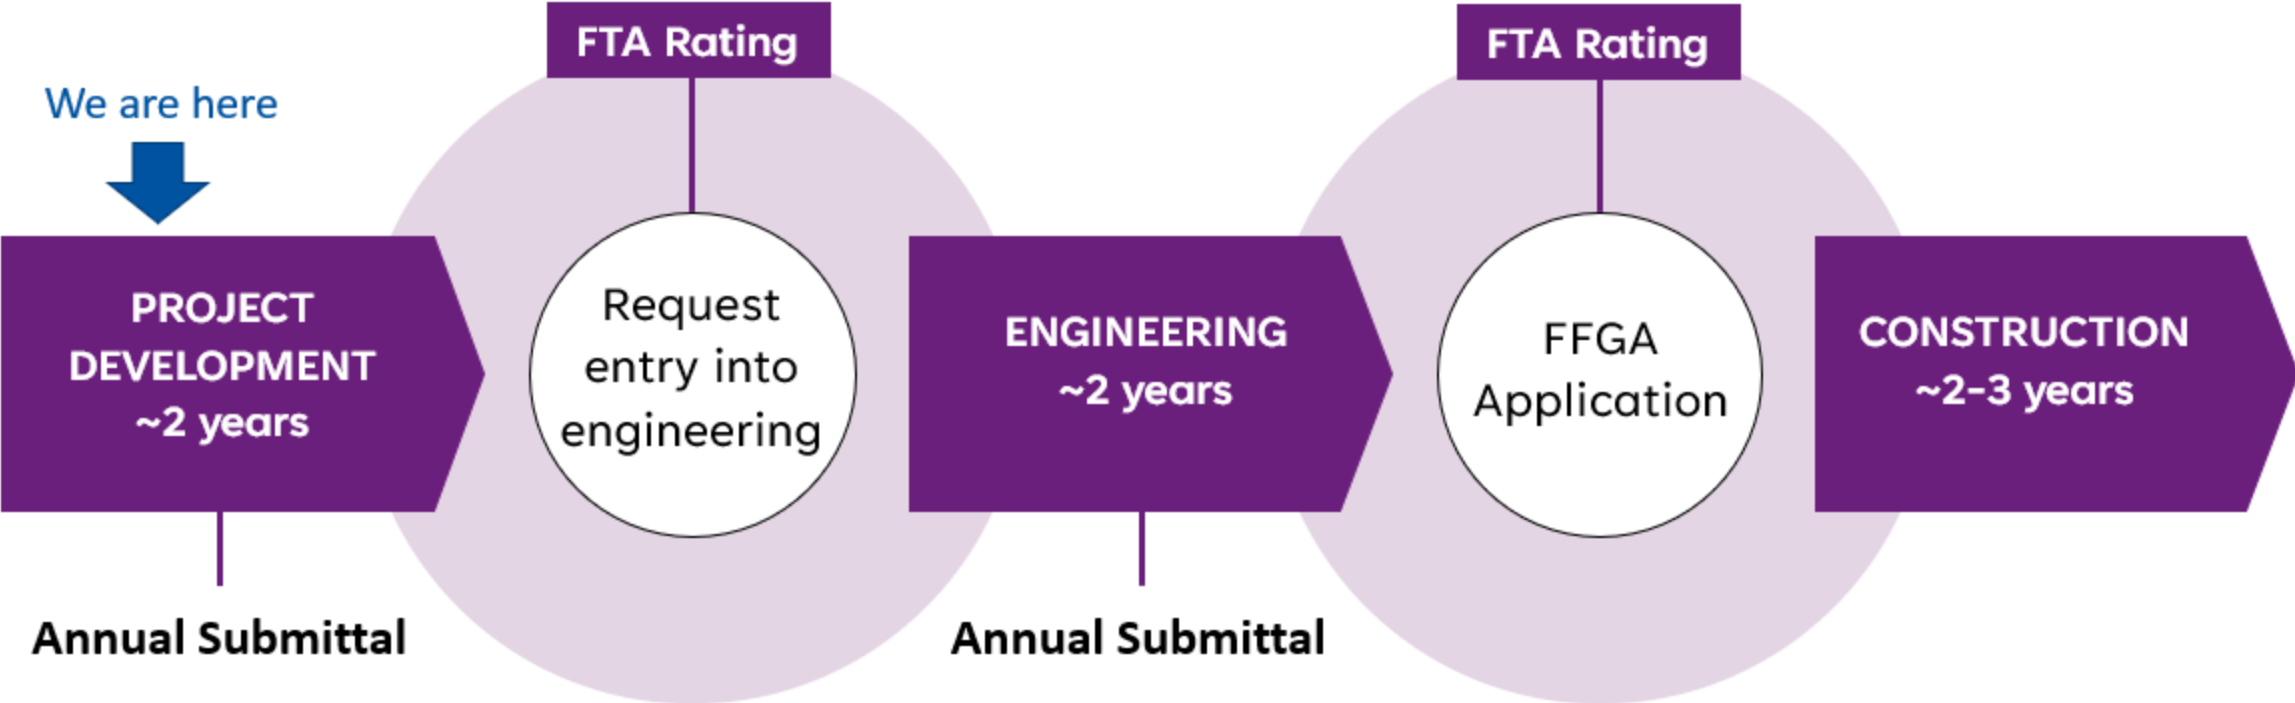 We are here
PROJECT
DEVELOPMENT
~2 years
Annual Submittal
FTA Rating
Request
entry into
engineering
ENGINEERING
~2 years
Annual Submittal
FTA Rating
FFGA
Application
CONSTRUCTION
~2-3 years